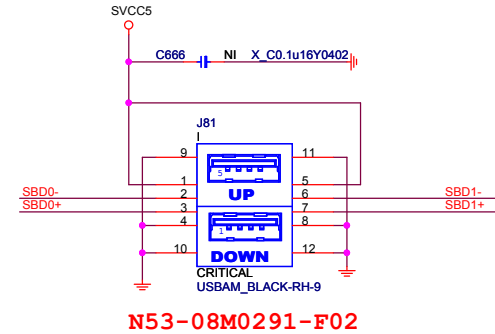 SVCC5
C666 NI X_C0.1u16Y0402
J81
I
9 11
5
1 5
SBD0- 2 UP 6 SBD1-
SBD0+ 3 7 SBD1+
4 1 8
10 DOWN 12
CRITICAL
USBAM_BLACK-RH-9
N53-08M0291-F02